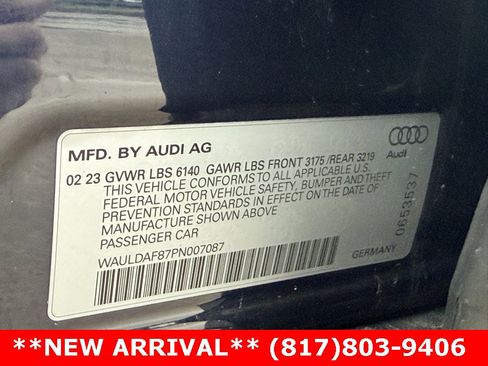 MFD. BY AUDI AG
Audi
02 23 GVWR LBS 6140 GAWR LBS FRONT 3175 /REAR 3219
THIS VEHICLE CONFORMS TO ALL APPLICABLE U.S.
FEDERAL MOTOR VEHICLE SAFETY, BUMPER AND THEFT
PREVENTION STANDARDS IN EFFECT ON THE DATE OF
MANUFACTURE SHOWN ABOVE
PASSENGER CAR
WAULDAF87PN007087
GERMANY
0653537
**NEW ARRIVAL** (817)803-9406